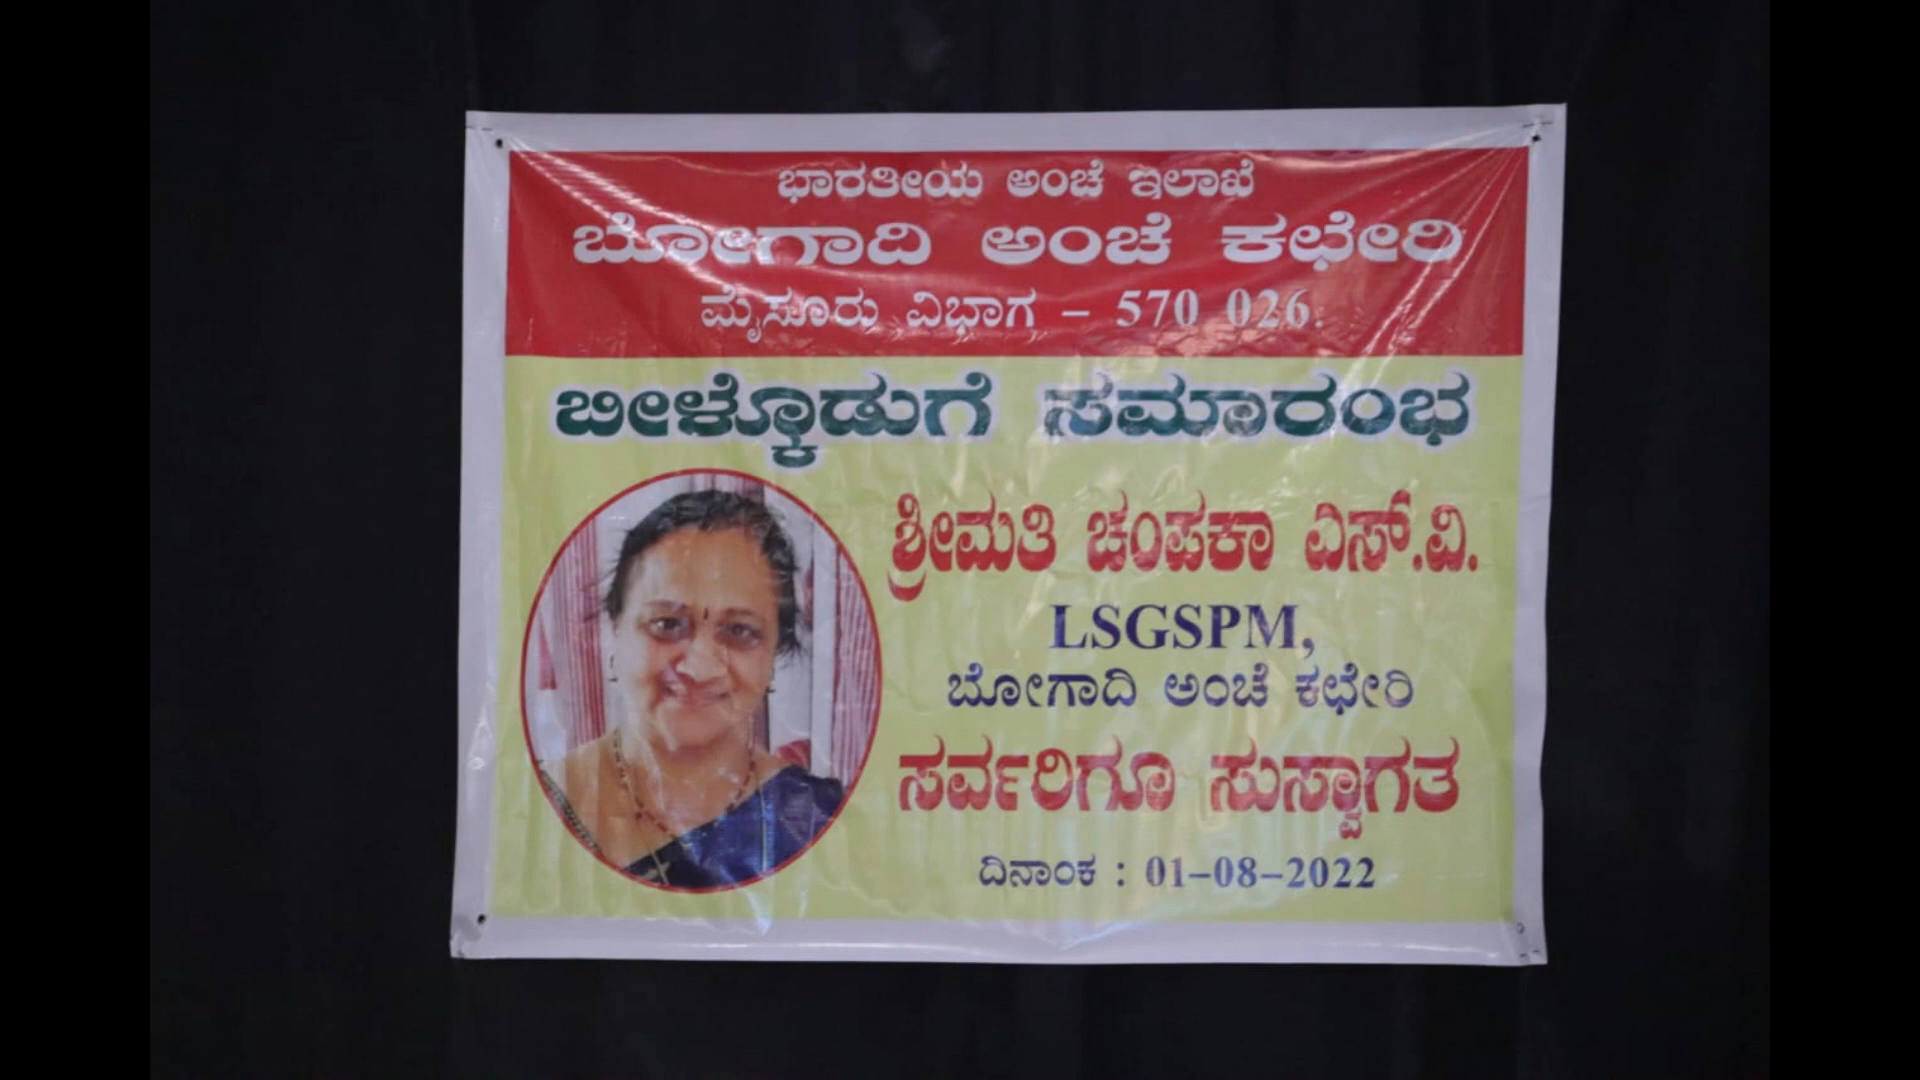 ಭಾರತೀಯ ಅಂಚೆ ಇಲಾಖೆ
ಬೋಗಾದಿ ಅಂಚೆ ಕಛೇರಿ
ಮೈಸೂರು ವಿಭಾಗ – 570 026.
ಬೀಳ್ಕೊಡುಗೆ ಸಮಾರಂಭ
ಶ್ರೀಮತಿ ಚಂಪಕಾ ಎಸ್.ವಿ.
LSGSPM,
ಬೋಗಾದಿ ಅಂಚೆ ಕಛೇರಿ
ಸರ್ವರಿಗೂ ಸುಸ್ವಾಗತ
ದಿನಾಂಕ : 01–08–2022